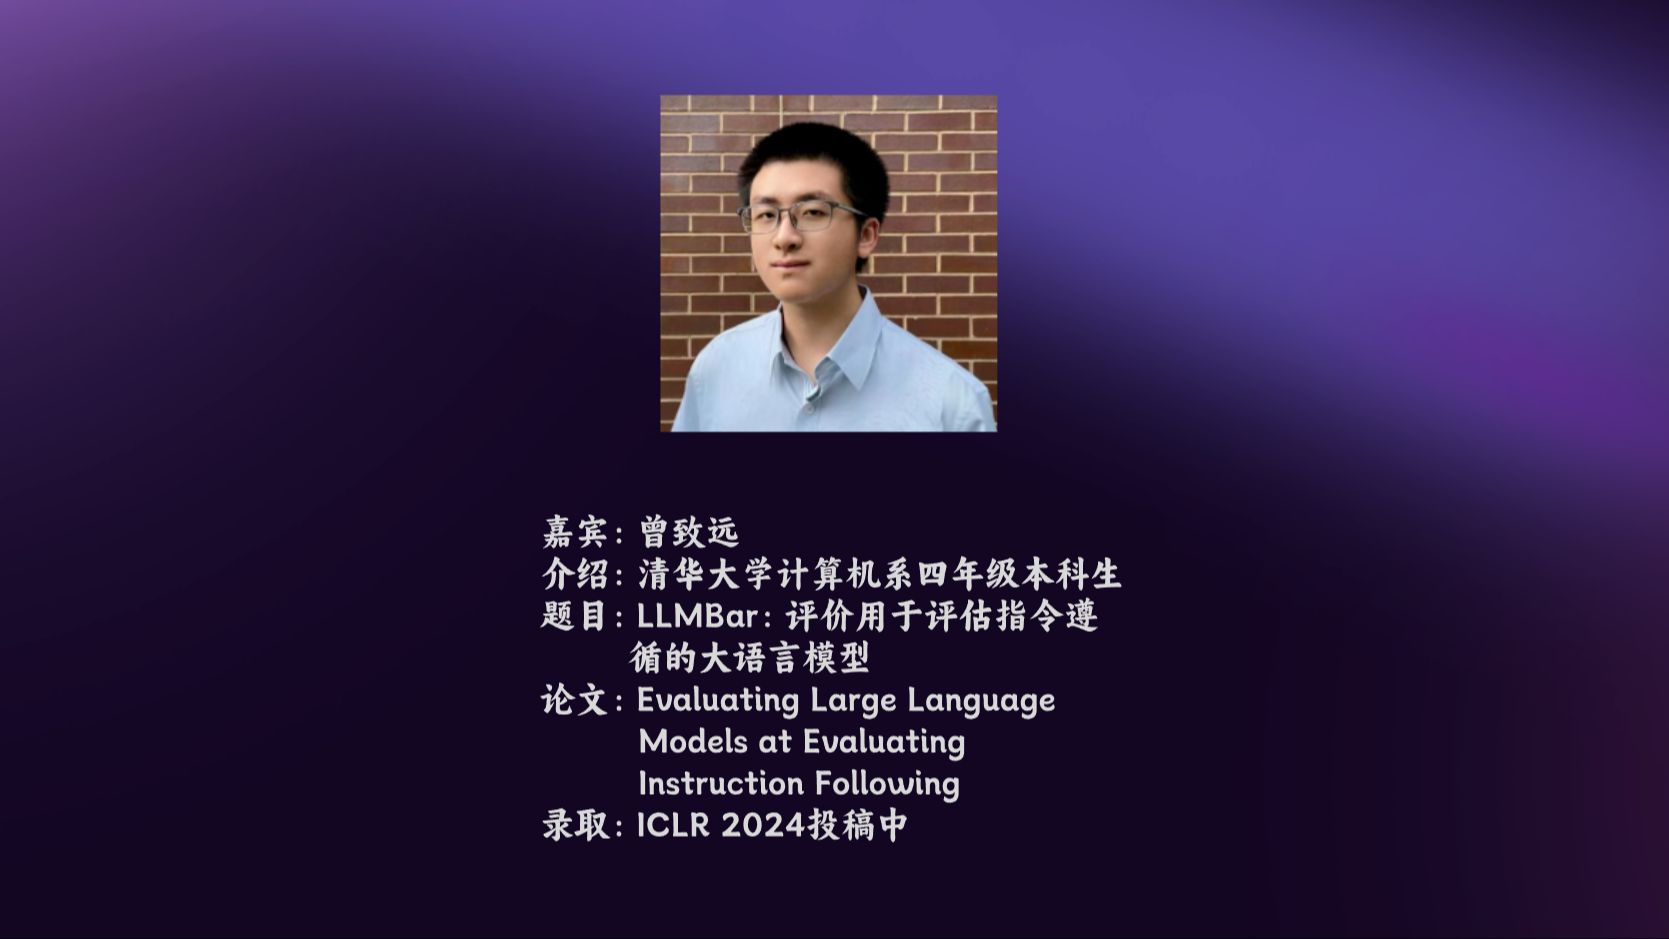 嘉宾：曾致远
介绍：清华大学计算机系四年级本科生
题目：LLMBar：评价用于评估指令遵
循的大语言模型
论文：Evaluating Large Language
Models at Evaluating
Instruction Following
录取：ICLR 2024投稿中